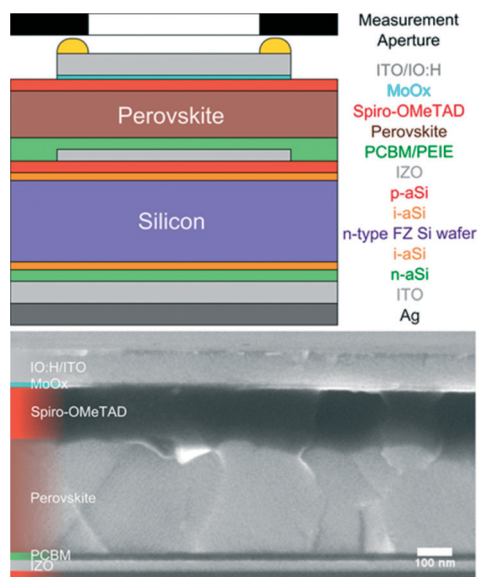 Measurement
Aperture
ITO/IO:H
MoOx
Spiro-OMeTAD
Perovskite
PCBM/PEIE
IZO
p-aSi
i-aSi
n-type FZ Si wafer
i-aSi
n-aSi
ITO
Ag
Perovskite
Silicon
IO:H/ITO
MoOx
Spiro-OMeTAD
Perovskite
PCBM
IZO
100 nm